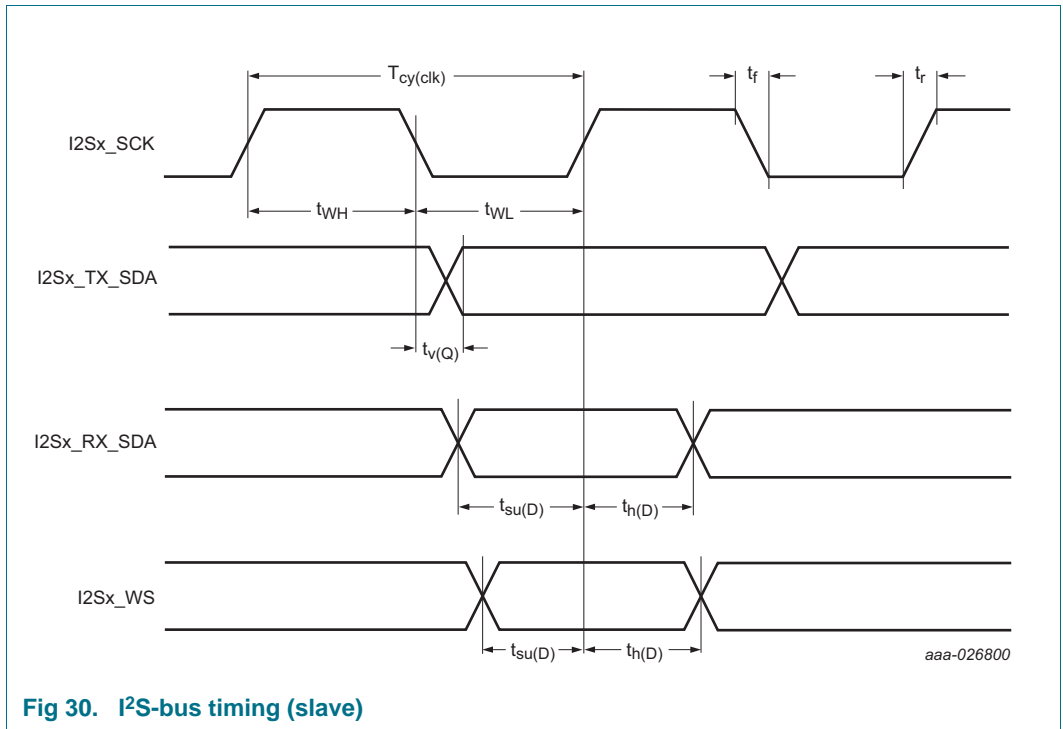 Tcy(clk)
tf
tr
I2Sx_SCK
tWH
tWL
I2Sx_TX_SDA
tv(Q)
I2Sx_RX_SDA
tsu(D)
th(D)
I2Sx_WS
tsu(D)
th(D)
aaa-026800
Fig 30. I²S-bus timing (slave)